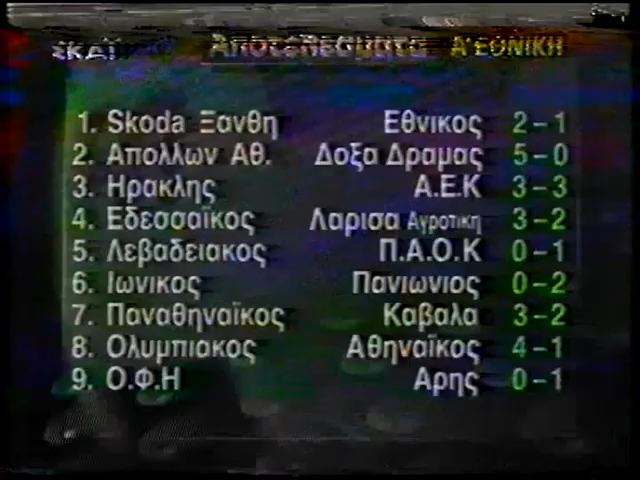 ΣΚΑΪ Αποτελεσματα Α΄ΕΘΝΙΚΗ
1. Skoda Ξανθη Εθνικος 2-1
2. Απολλων Αθ. Δοξα Δραμας 5-0
3. Ηρακλης Α.Ε.Κ 3-3
4. Εδεσσαϊκος Λαρισα Αγροτικη 3-2
5. Λεβαδειακος Π.Α.Ο.Κ 0-1
6. Ιωνικος Πανιωνιος 0-2
7. Παναθηναϊκος Καβαλα 3-2
8. Ολυμπιακος Αθηναϊκος 4-1
9. Ο.Φ.Η Αρης 0-1